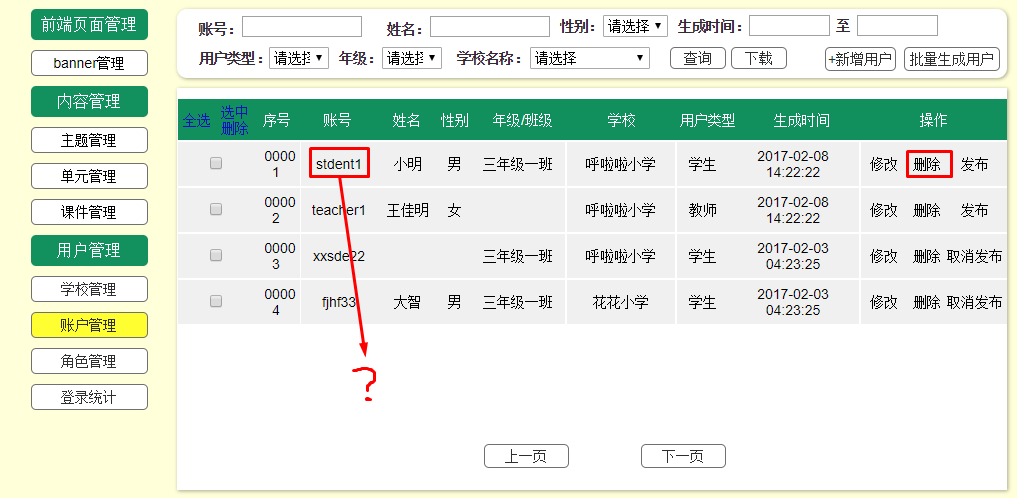 前端页面管理
banner管理
内容管理
主题管理
单元管理
课件管理
用户管理
学校管理
账户管理
角色管理
登录统计
账号： 姓名： 性别： 请选择 生成时间： 至
用户类型： 请选 年级： 请选 学校名称： 请选择 查询 下载 +新增用户 批量生成用户
全选 选中删除 序号 账号 姓名 性别 年级/班级 学校 用户类型 生成时间 操作
00001 stdent1 小明 男 三年级一班 呼啦啦小学 学生 2017-02-08 14:22:22 修改 删除 发布
00002 teacher1 王佳明 女 呼啦啦小学 教师 2017-02-08 14:22:22 修改 删除 发布
00003 xxsde22 三年级一班 呼啦啦小学 学生 2017-02-03 04:23:25 修改 删除 取消发布
00004 fjhf33 大智 男 三年级一班 花花小学 学生 2017-02-03 04:23:25 修改 删除 取消发布
?
上一页 下一页